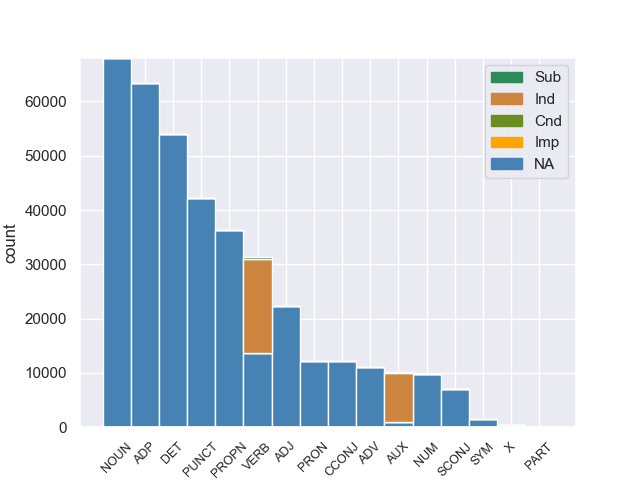 Sub
Ind
Cnd
Imp
NA
60000
50000
40000
30000
20000
10000
0
count
NOUN
ADP
DET
PUNCT
PROPN
VERB
ADJ
PRON
CCONJ
ADV
AUX
NUM
SCONJ
SYM
X
PART